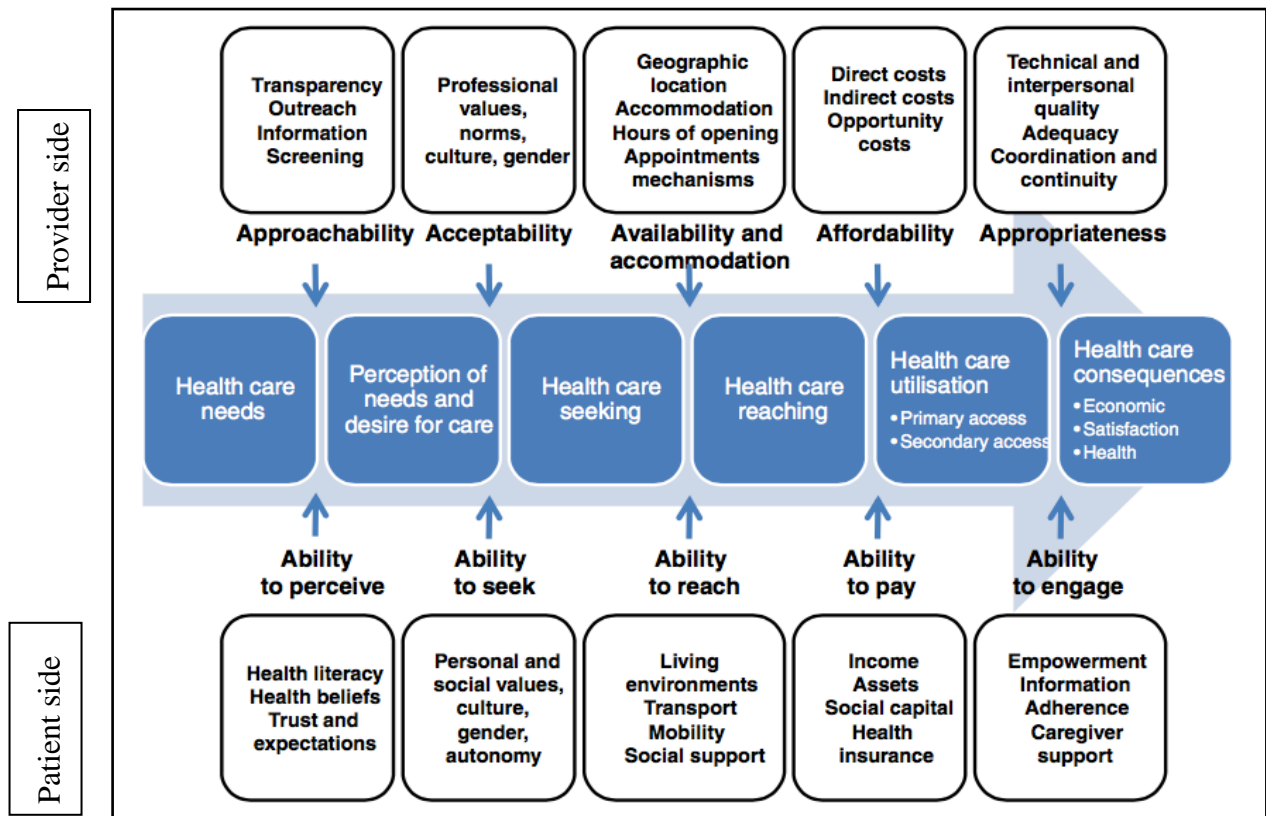 Provider side
Transparency
Outreach
Information
Screening
Professional
values,
norms,
culture, gender
Geographic
location
Accommodation
Hours of opening
Appointments
mechanisms
Direct costs
Indirect costs
Opportunity
costs
Technical and
interpersonal
quality
Adequacy
Coordination and
continuity
Approachability
Acceptability
Availability and
accommodation
Affordability
Appropriateness
Health care
needs
Perception of
needs and
desire for care
Health care
seeking
Health care
reaching
Health care
utilisation
• Primary access
• Secondary access
Health care
consequences
• Economic
• Satisfaction
• Health
Ability
to perceive
Ability
to seek
Ability
to reach
Ability
to pay
Ability
to engage
Patient side
Health literacy
Health beliefs
Trust and
expectations
Personal and
social values,
culture,
gender,
autonomy
Living
environments
Transport
Mobility
Social support
Income
Assets
Social capital
Health
insurance
Empowerment
Information
Adherence
Caregiver
support